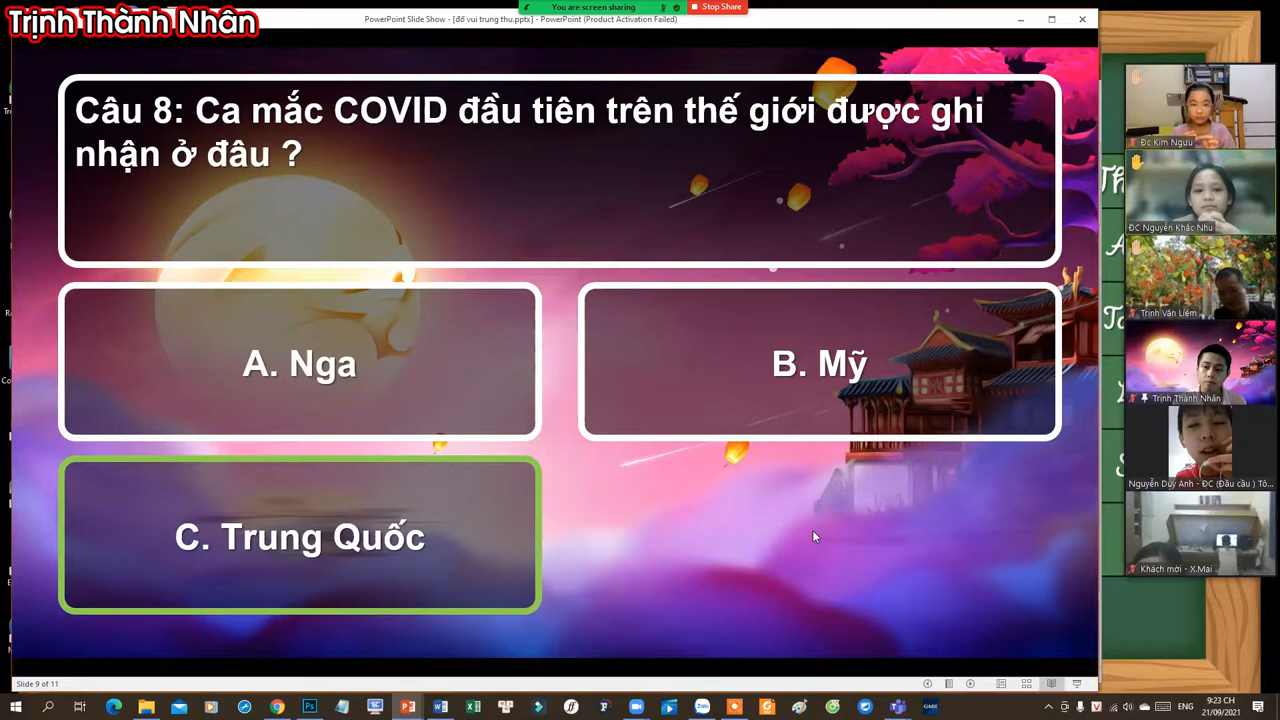 Trịnh Thành Nhân
PowerPoint Slide Show - [đố vui trung thu.pptx] - PowerPoint (Product Activation Failed)
You are screen sharing
Stop Share
Câu 8: Ca mắc COVID đầu tiên trên thế giới được ghi
nhận ở đâu ?
A. Nga
B. Mỹ
C. Trung Quốc
Đc Kim Ngưu
ĐC Nguyễn Khắc Nhu
Trịnh Văn Liêm
Trịnh Thành Nhân
Nguyễn Duy Anh - ĐC (Đầu cầu ) Tố...
Khách mời - X.Mai
Slide 9 of 11
9:23 CH
21/09/2021